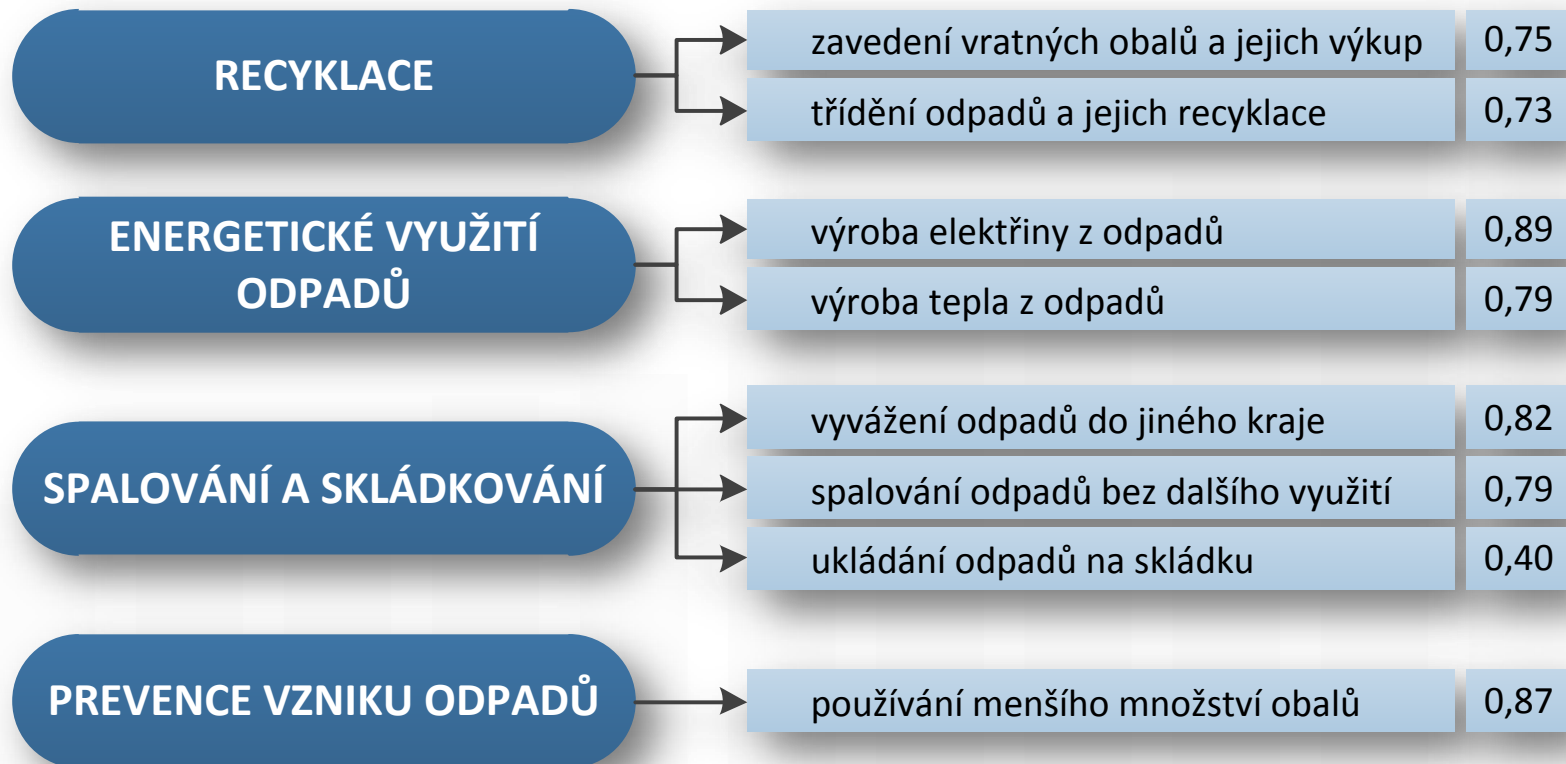 RECYKLACE
zavedení vratných obalů a jejich výkup 0,75
třídění odpadů a jejich recyklace 0,73
ENERGETICKÉ VYUŽITÍ
ODPADŮ
výroba elektřiny z odpadů 0,89
výroba tepla z odpadů 0,79
SPALOVÁNÍ A SKLÁDKOVÁNÍ
vyvážení odpadů do jiného kraje 0,82
spalování odpadů bez dalšího využití 0,79
ukládání odpadů na skládku 0,40
PREVENCE VZNIKU ODPADŮ
používání menšího množství obalů 0,87